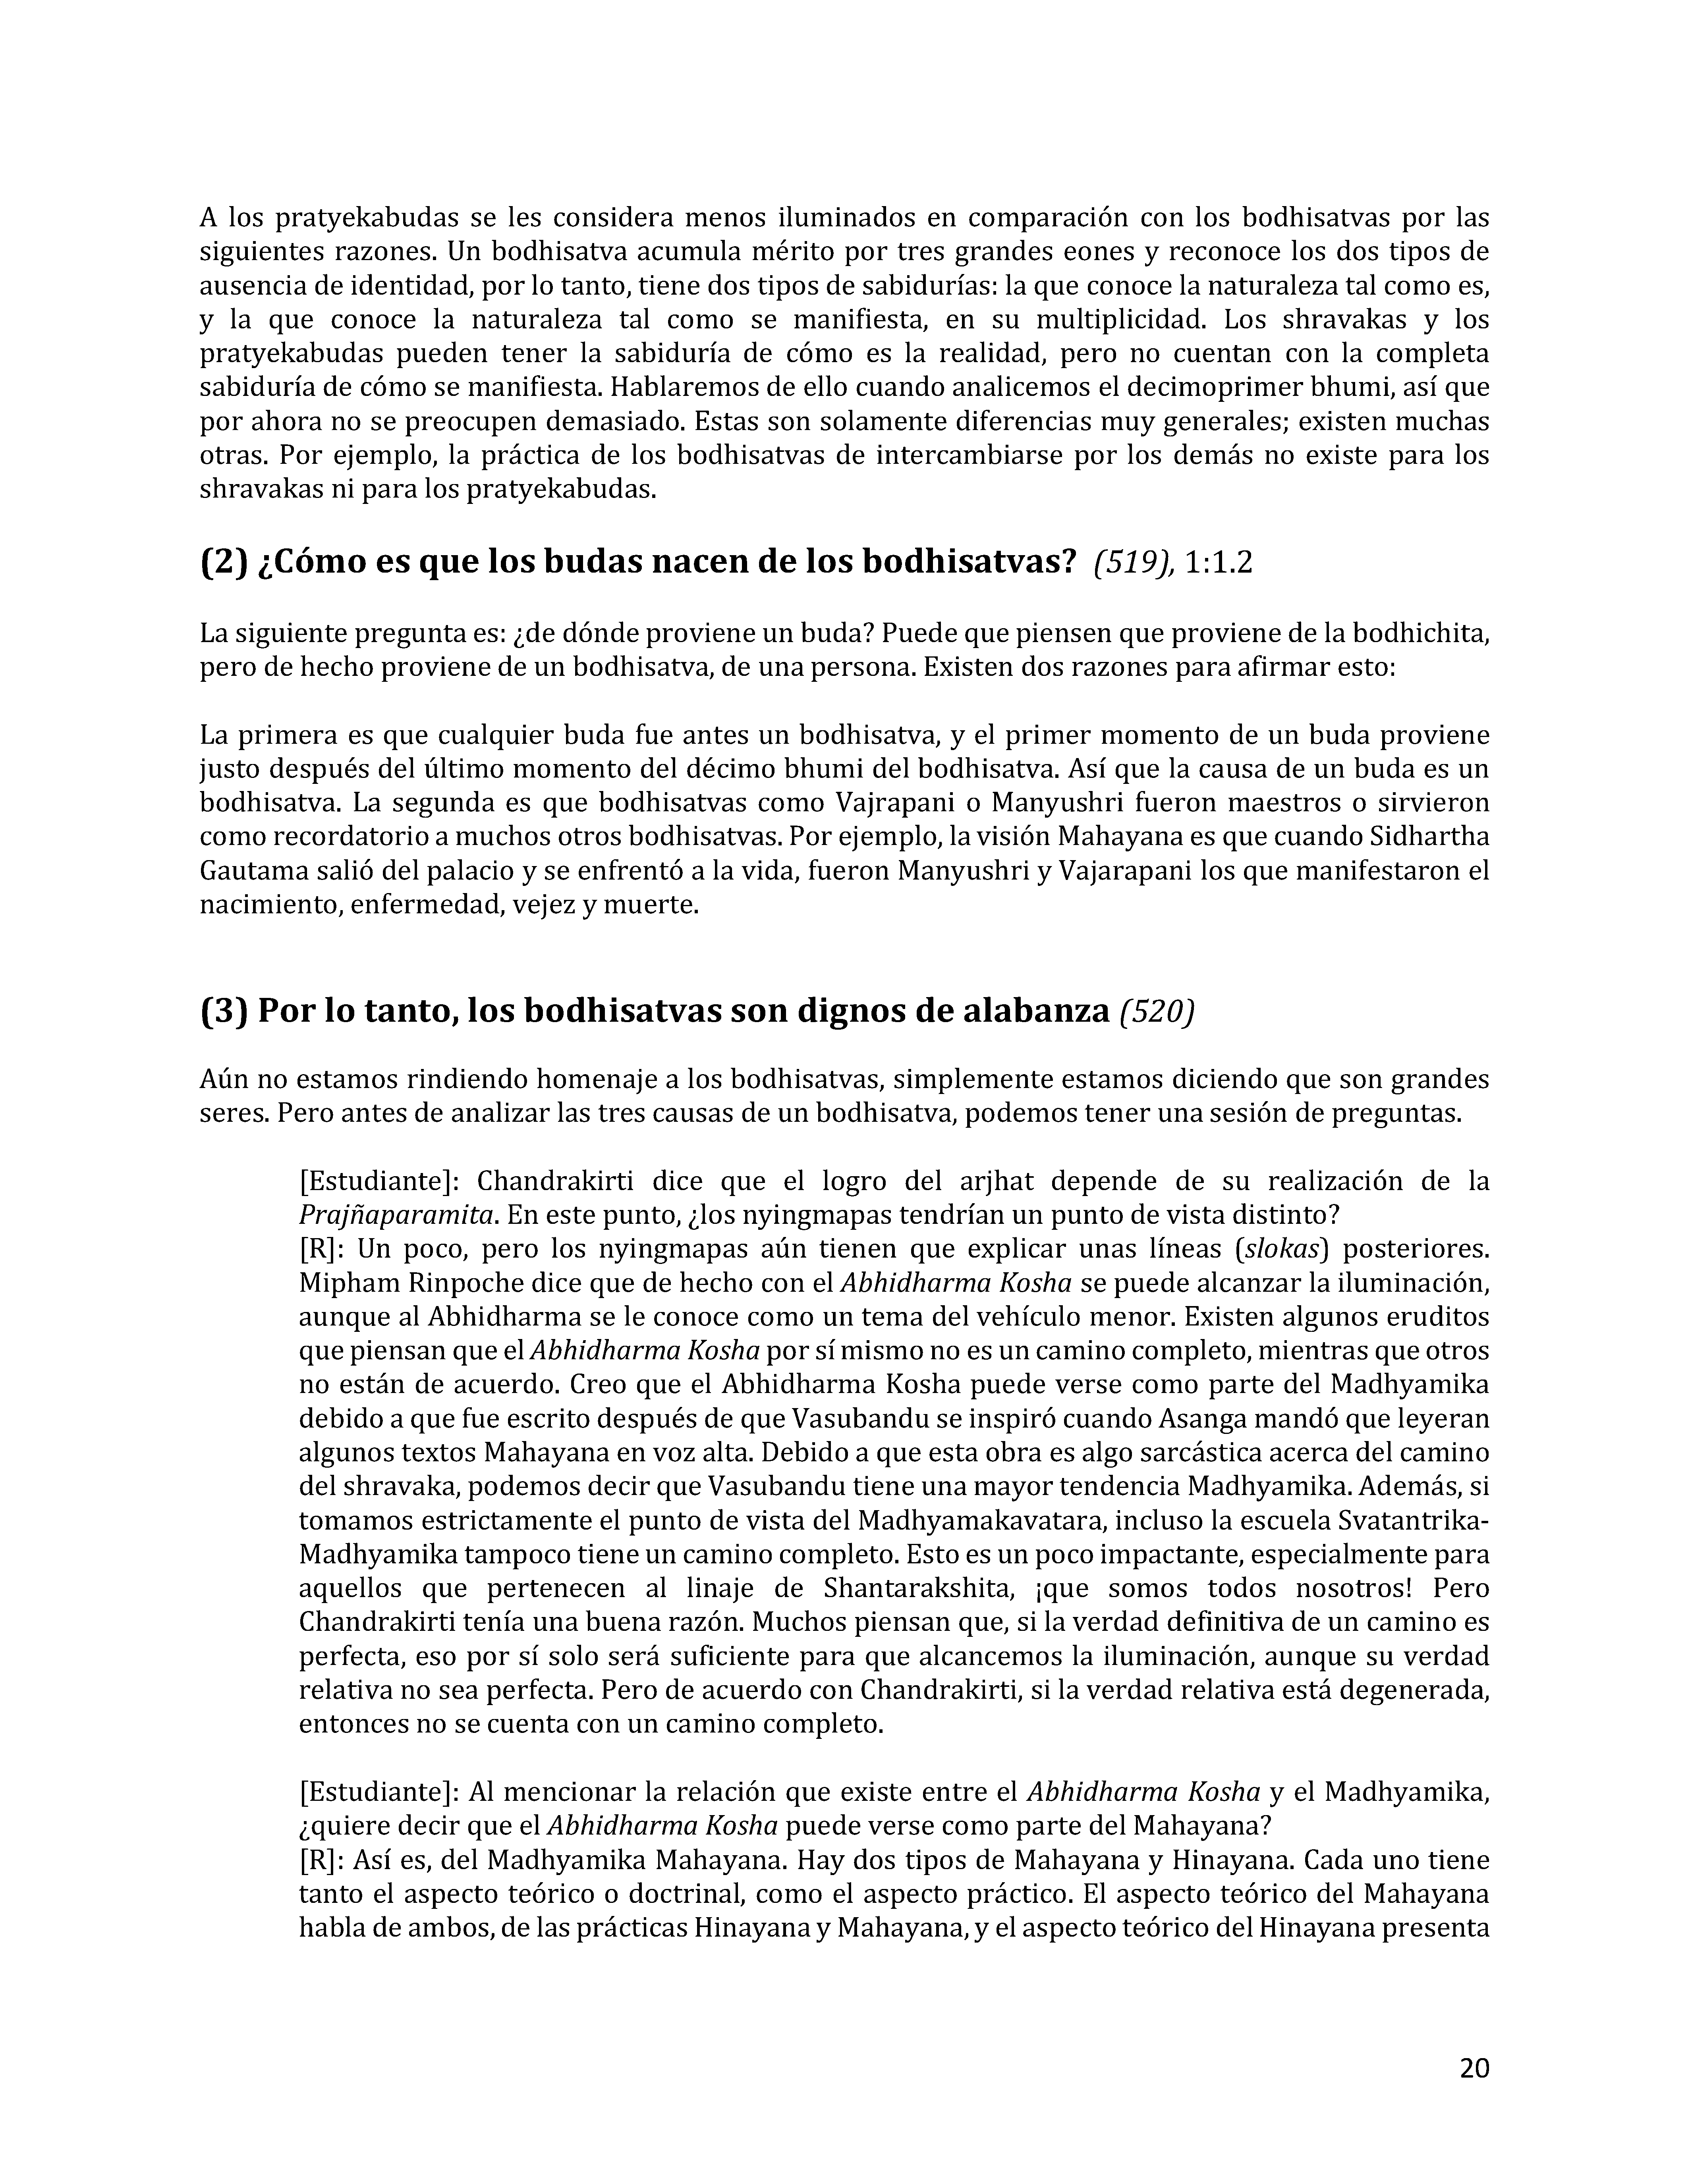 A los pratyekabudas se les considera menos iluminados en comparación con los bodhisatvas por las
siguientes razones. Un bodhisatva acumula mérito por tres grandes eones y reconoce los dos tipos de
ausencia de identidad, por lo tanto, tiene dos tipos de sabidurías: la que conoce la naturaleza tal como es,
y la que conoce la naturaleza tal como se manifiesta, en su multiplicidad. Los shravakas y los
pratyekabudas pueden tener la sabiduría de cómo es la realidad, pero no cuentan con la completa
sabiduría de cómo se manifiesta. Hablaremos de ello cuando analicemos el decimoprimer bhumi, así que
por ahora no se preocupen demasiado. Estas son solamente diferencias muy generales; existen muchas
otras. Por ejemplo, la práctica de los bodhisatvas de intercambiarse por los demás no existe para los
shravakas ni para los pratyekabudas.
(2) ¿Cómo es que los budas nacen de los bodhisatvas? (519), 1:1.2
La siguiente pregunta es: ¿de dónde proviene un buda? Puede que piensen que proviene de la bodhichita,
pero de hecho proviene de un bodhisatva, de una persona. Existen dos razones para afirmar esto:
La primera es que cualquier buda fue antes un bodhisatva, y el primer momento de un buda proviene
justo después del último momento del décimo bhumi del bodhisatva. Así que la causa de un buda es un
bodhisatva. La segunda es que bodhisatvas como Vajrapani o Manyushri fueron maestros o sirvieron
como recordatorio a muchos otros bodhisatvas. Por ejemplo, la visión Mahayana es que cuando Sidhartha
Gautama salió del palacio y se enfrentó a la vida, fueron Manyushri y Vajarapani los que manifestaron el
nacimiento, enfermedad, vejez y muerte.
(3) Por lo tanto, los bodhisatvas son dignos de alabanza (520)
Aún no estamos rindiendo homenaje a los bodhisatvas, simplemente estamos diciendo que son grandes
seres. Pero antes de analizar las tres causas de un bodhisatva, podemos tener una sesión de preguntas.
[Estudiante]: Chandrakirti dice que el logro del arjhat depende de su realización de la
Prajñaparamita. En este punto, ¿los nyingmapas tendrían un punto de vista distinto?
[R]: Un poco, pero los nyingmapas aún tienen que explicar unas líneas (slokas) posteriores.
Mipham Rinpoche dice que de hecho con el Abhidharma Kosha se puede alcanzar la iluminación,
aunque al Abhidharma se le conoce como un tema del vehículo menor. Existen algunos eruditos
que piensan que el Abhidharma Kosha por sí mismo no es un camino completo, mientras que otros
no están de acuerdo. Creo que el Abhidharma Kosha puede verse como parte del Madhyamika
debido a que fue escrito después de que Vasubandu se inspiró cuando Asanga mandó que leyeran
algunos textos Mahayana en voz alta. Debido a que esta obra es algo sarcástica acerca del camino
del shravaka, podemos decir que Vasubandu tiene una mayor tendencia Madhyamika. Además, si
tomamos estrictamente el punto de vista del Madhyamakavatara, incluso la escuela Svatantrika-
Madhyamika tampoco tiene un camino completo. Esto es un poco impactante, especialmente para
aquellos que pertenecen al linaje de Shantarakshita, ¡que somos todos nosotros! Pero
Chandrakirti tenía una buena razón. Muchos piensan que, si la verdad definitiva de un camino es
perfecta, eso por sí solo será suficiente para que alcancemos la iluminación, aunque su verdad
relativa no sea perfecta. Pero de acuerdo con Chandrakirti, si la verdad relativa está degenerada,
entonces no se cuenta con un camino completo.
[Estudiante]: Al mencionar la relación que existe entre el Abhidharma Kosha y el Madhyamika,
¿quiere decir que el Abhidharma Kosha puede verse como parte del Mahayana?
[R]: Así es, del Madhyamika Mahayana. Hay dos tipos de Mahayana y Hinayana. Cada uno tiene
tanto el aspecto teórico o doctrinal, como el aspecto práctico. El aspecto teórico del Mahayana
habla de ambos, de las prácticas Hinayana y Mahayana, y el aspecto teórico del Hinayana presenta
20